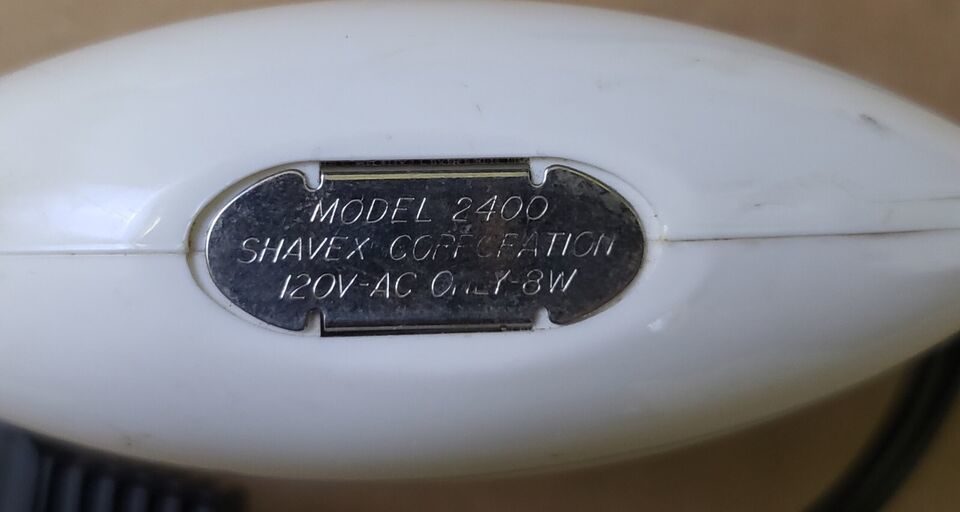 MODEL 2400
SHAVEX CORPORATION
120V-AC ONLY-8W